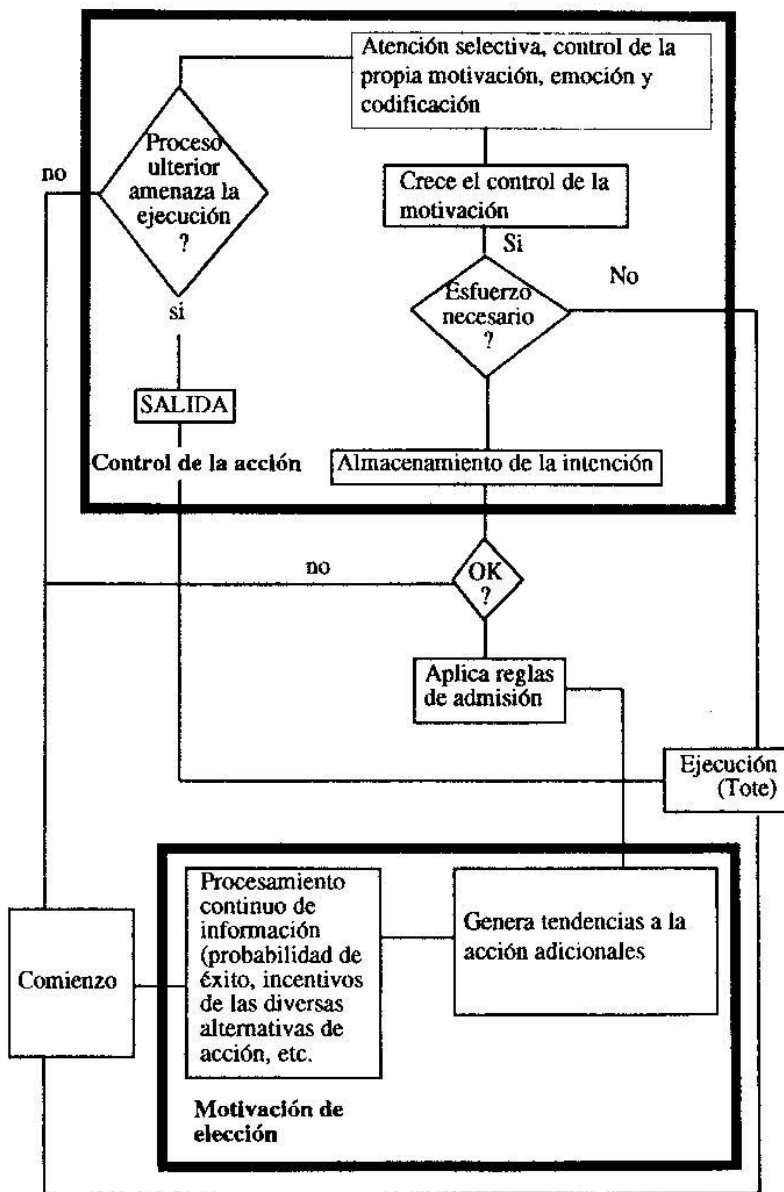 Atención selectiva, control de la
propia motivación, emoción y
codificación
Proceso
ulterior
amenaza la
ejecución
?
no
si
Crece el control de la
motivación
Si
No
Esfuerzo
necesario
?
SALIDA
Control de la acción
Almacenamiento de la intención
no
OK
?
Aplica reglas
de admisión
Ejecución
(Tote)
Comienzo
Procesamiento
continuo de
información
(probabilidad de
éxito, incentivos
de las diversas
alternativas de
acción, etc.
Genera tendencias a la
acción adicionales
Motivación de
elección